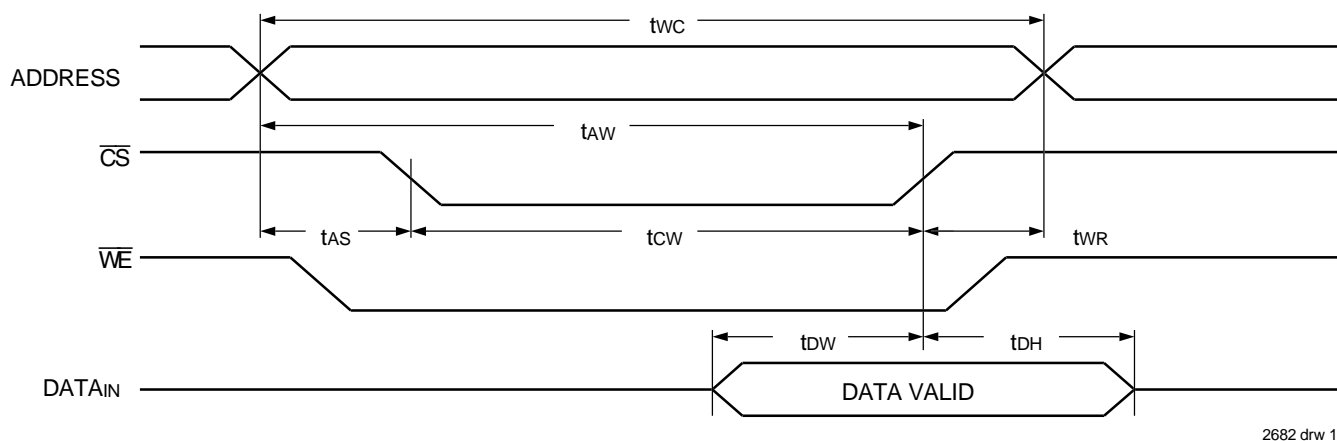 tWC
ADDRESS
tAW
CS
tAS tCW tWR
WE
tDW tDH
DATAIN DATA VALID
2682 drw 1